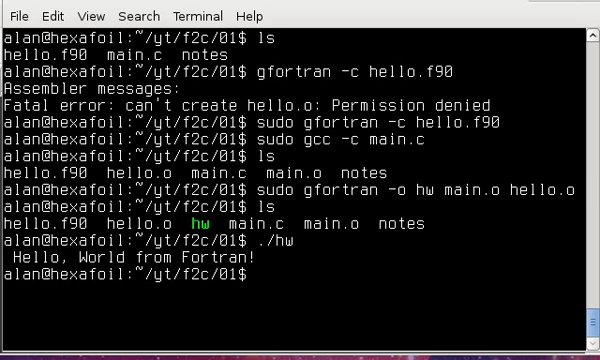 File Edit View Search Terminal Help
alan@hexafoil:~/yt/f2c/01$ ls
hello.f90 main.c notes
alan@hexafoil:~/yt/f2c/01$ gfortran -c hello.f90
Assembler messages:
Fatal error: can't create hello.o: Permission denied
alan@hexafoil:~/yt/f2c/01$ sudo gfortran -c hello.f90
alan@hexafoil:~/yt/f2c/01$ sudo gcc -c main.c
alan@hexafoil:~/yt/f2c/01$ ls
hello.f90 hello.o main.c main.o notes
alan@hexafoil:~/yt/f2c/01$ sudo gfortran -o hw main.o hello.o
alan@hexafoil:~/yt/f2c/01$ ls
hello.f90 hello.o hw main.c main.o notes
alan@hexafoil:~/yt/f2c/01$ ./hw
Hello, World from Fortran!
alan@hexafoil:~/yt/f2c/01$